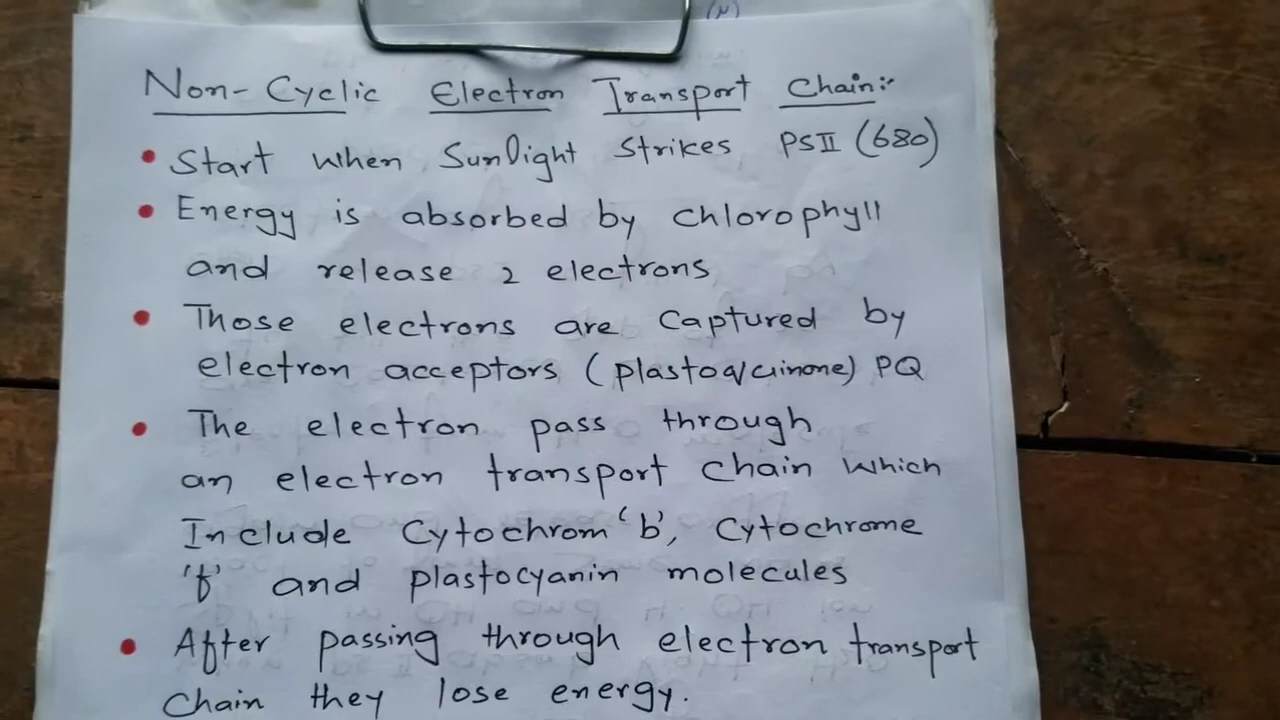 Non-Cyclic Electron Transport Chain:-
• Start when Sunlight Strikes PSII (680)
• Energy is absorbed by chlorophyll
and release 2 electrons
• Those electrons are captured by
electron acceptors (plastoquinone) PQ
• The electron pass through
an electron transport chain which
Include Cytochrom 'b', Cytochrome
'f' and plastocyanin molecules
• After passing through electron transport
Chain they lose energy.